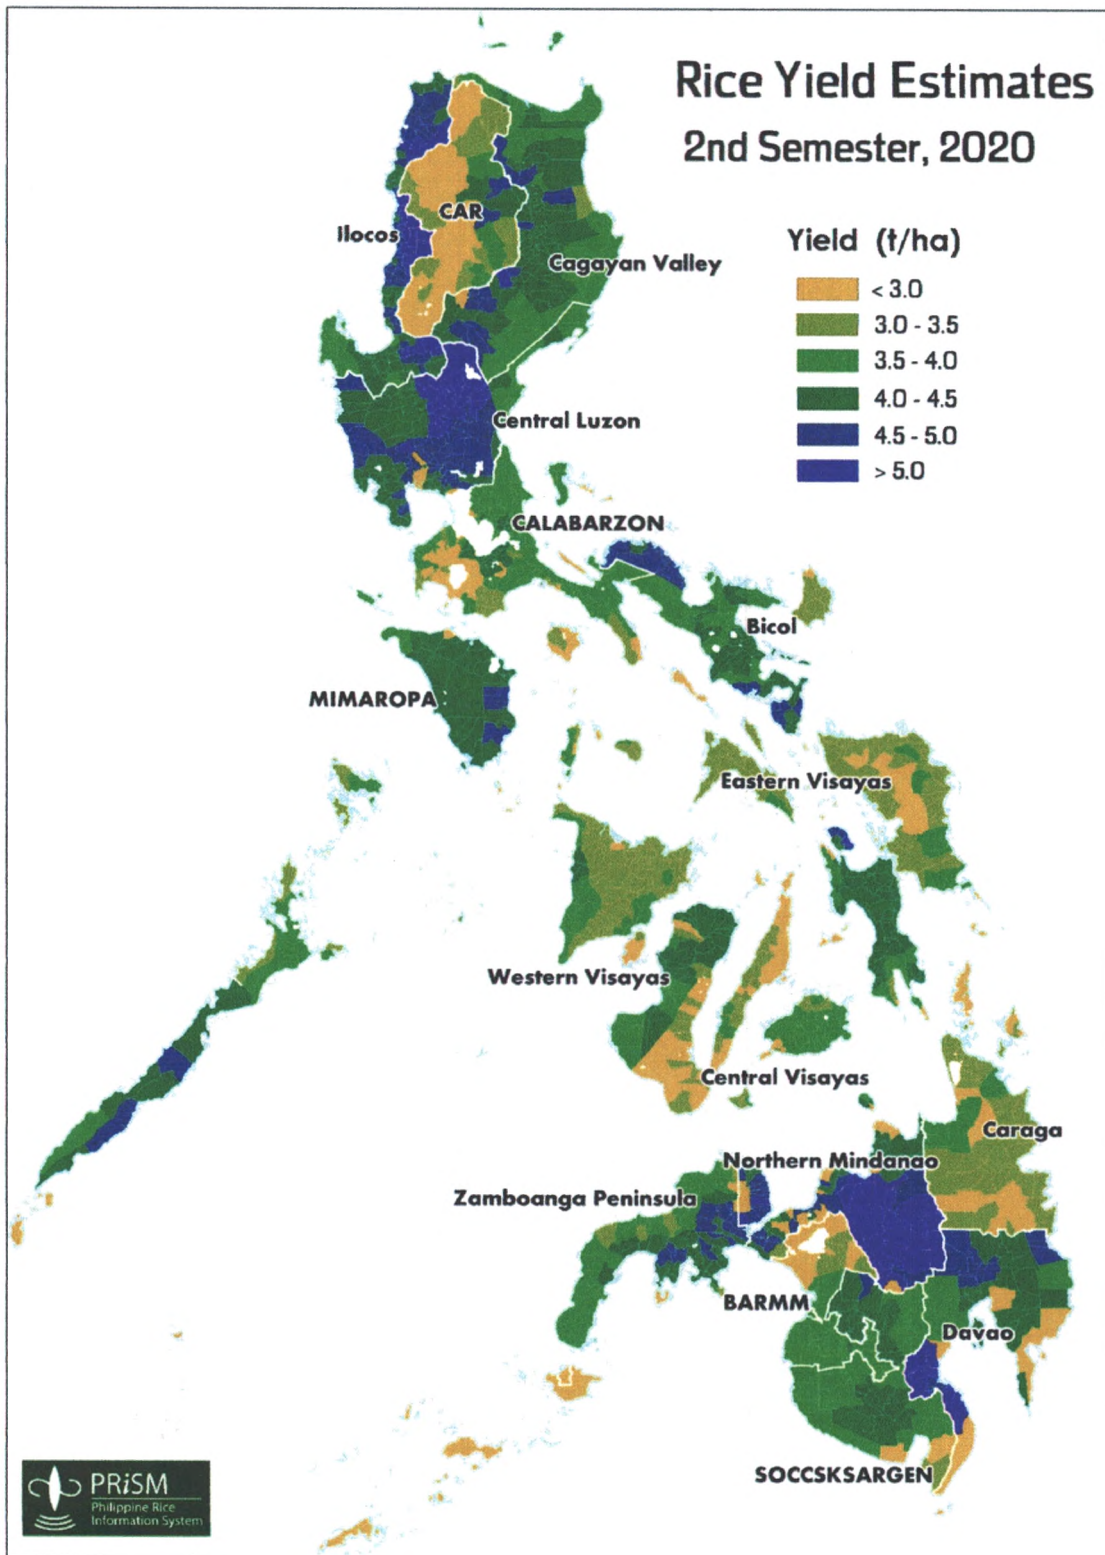 Rice Yield Estimates
2nd Semester, 2020
Yield (t/ha)
< 3.0
3.0 - 3.5
3.5 - 4.0
4.0 - 4.5
4.5 - 5.0
> 5.0
CAR
Ilocos
Cagayan Valley
Central Luzon
CALABARZON
Bicol
MIMAROPA
Eastern Visayas
Western Visayas
Central Visayas
Caraga
Northern Mindanao
Zamboanga Peninsula
BARMM
Davao
SOCCSKSARGEN
PRiSM
Philippine Rice
Information System